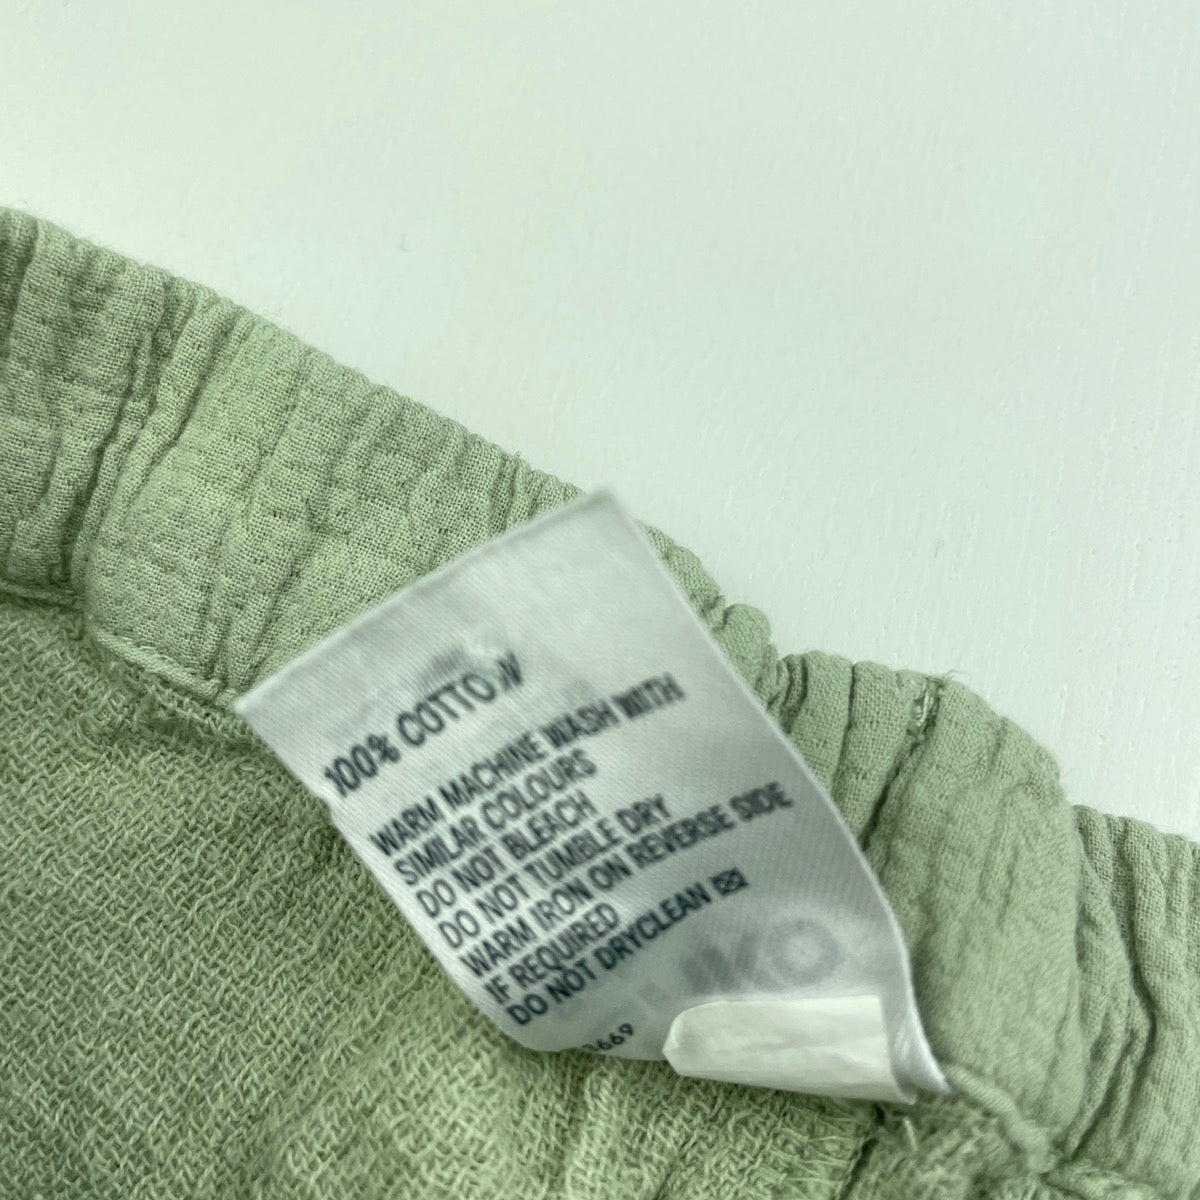 100% COTTON
WARM MACHINE WASH WITH
SIMILAR COLOURS
DO NOT BLEACH
DO NOT TUMBLE DRY
WARM IRON ON REVERSE SIDE
IF REQUIRED
DO NOT DRYCLEAN